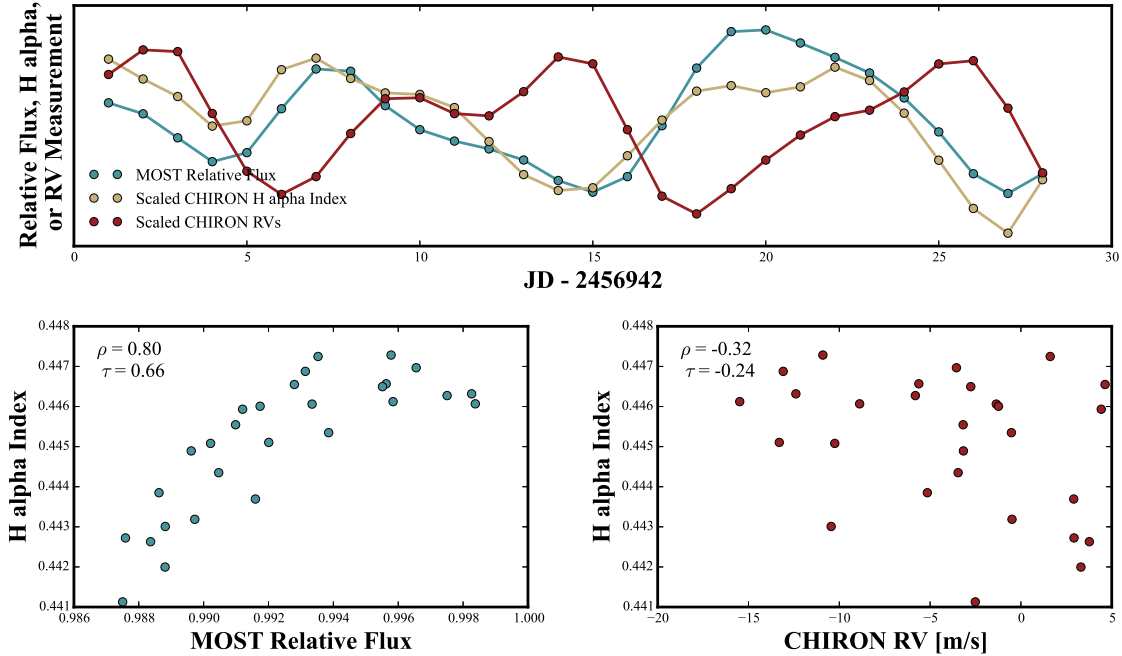 Relative Flux, H alpha,
or RV Measurement
MOST Relative Flux
Scaled CHIRON H alpha Index
Scaled CHIRON RVs
0 5 10 15 20 25 30
JD - 2456942
H alpha Index
0.448
0.447
0.446
0.445
0.444
0.443
0.442
0.441
ρ = 0.80
τ = 0.66
0.986 0.988 0.990 0.992 0.994 0.996 0.998 1.000
MOST Relative Flux
H alpha Index
0.448
0.447
0.446
0.445
0.444
0.443
0.442
0.441
ρ = -0.32
τ = -0.24
−20 −15 −10 −5 0 5
CHIRON RV [m/s]